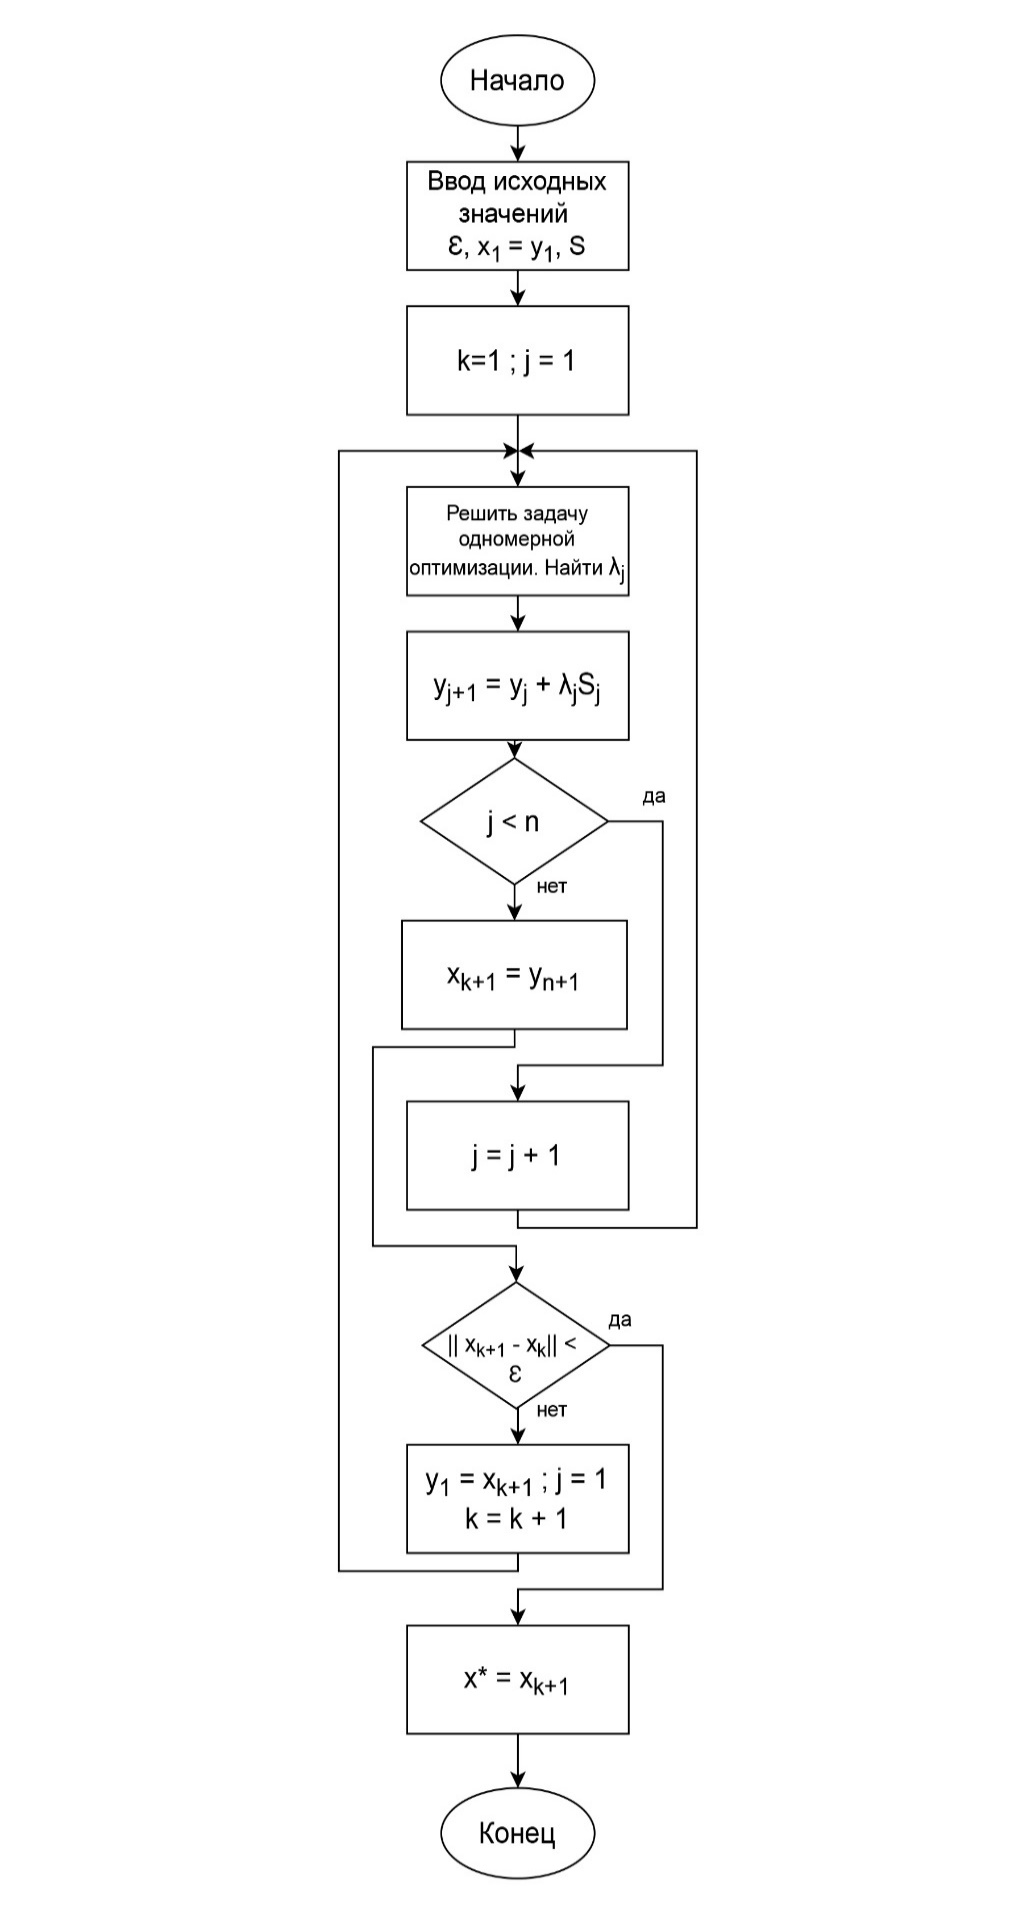 Начало
Ввод исходных
значений
Ɛ, x₁ = y₁, S
k=1 ; j = 1
Решить задачу
одномерной
оптимизации. Найти λⱼ
yⱼ₊₁ = yⱼ + λⱼSⱼ
j < n
да
нет
xₖ₊₁ = yₙ₊₁
j = j + 1
|| xₖ₊₁ - xₖ|| <
Ɛ
да
нет
y₁ = xₖ₊₁ ; j = 1
k = k + 1
x* = xₖ₊₁
Конец